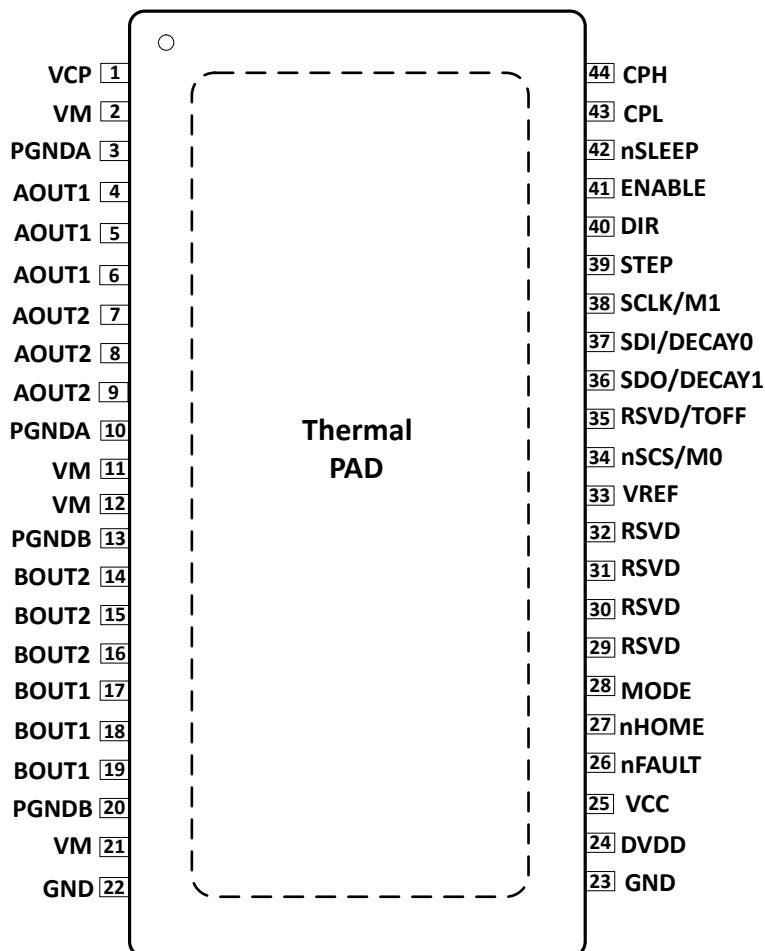 VCP 1
VM 2
PGNDA 3
AOUT1 4
AOUT1 5
AOUT1 6
AOUT2 7
AOUT2 8
AOUT2 9
PGNDA 10
VM 11
VM 12
PGNDB 13
BOUT2 14
BOUT2 15
BOUT2 16
BOUT1 17
BOUT1 18
BOUT1 19
PGNDB 20
VM 21
GND 22
Thermal
PAD
44 CPH
43 CPL
42 nSLEEP
41 ENABLE
40 DIR
39 STEP
38 SCLK/M1
37 SDI/DECAY0
36 SDO/DECAY1
35 RSVD/TOFF
34 nSCS/M0
33 VREF
32 RSVD
31 RSVD
30 RSVD
29 RSVD
28 MODE
27 nHOME
26 nFAULT
25 VCC
24 DVDD
23 GND